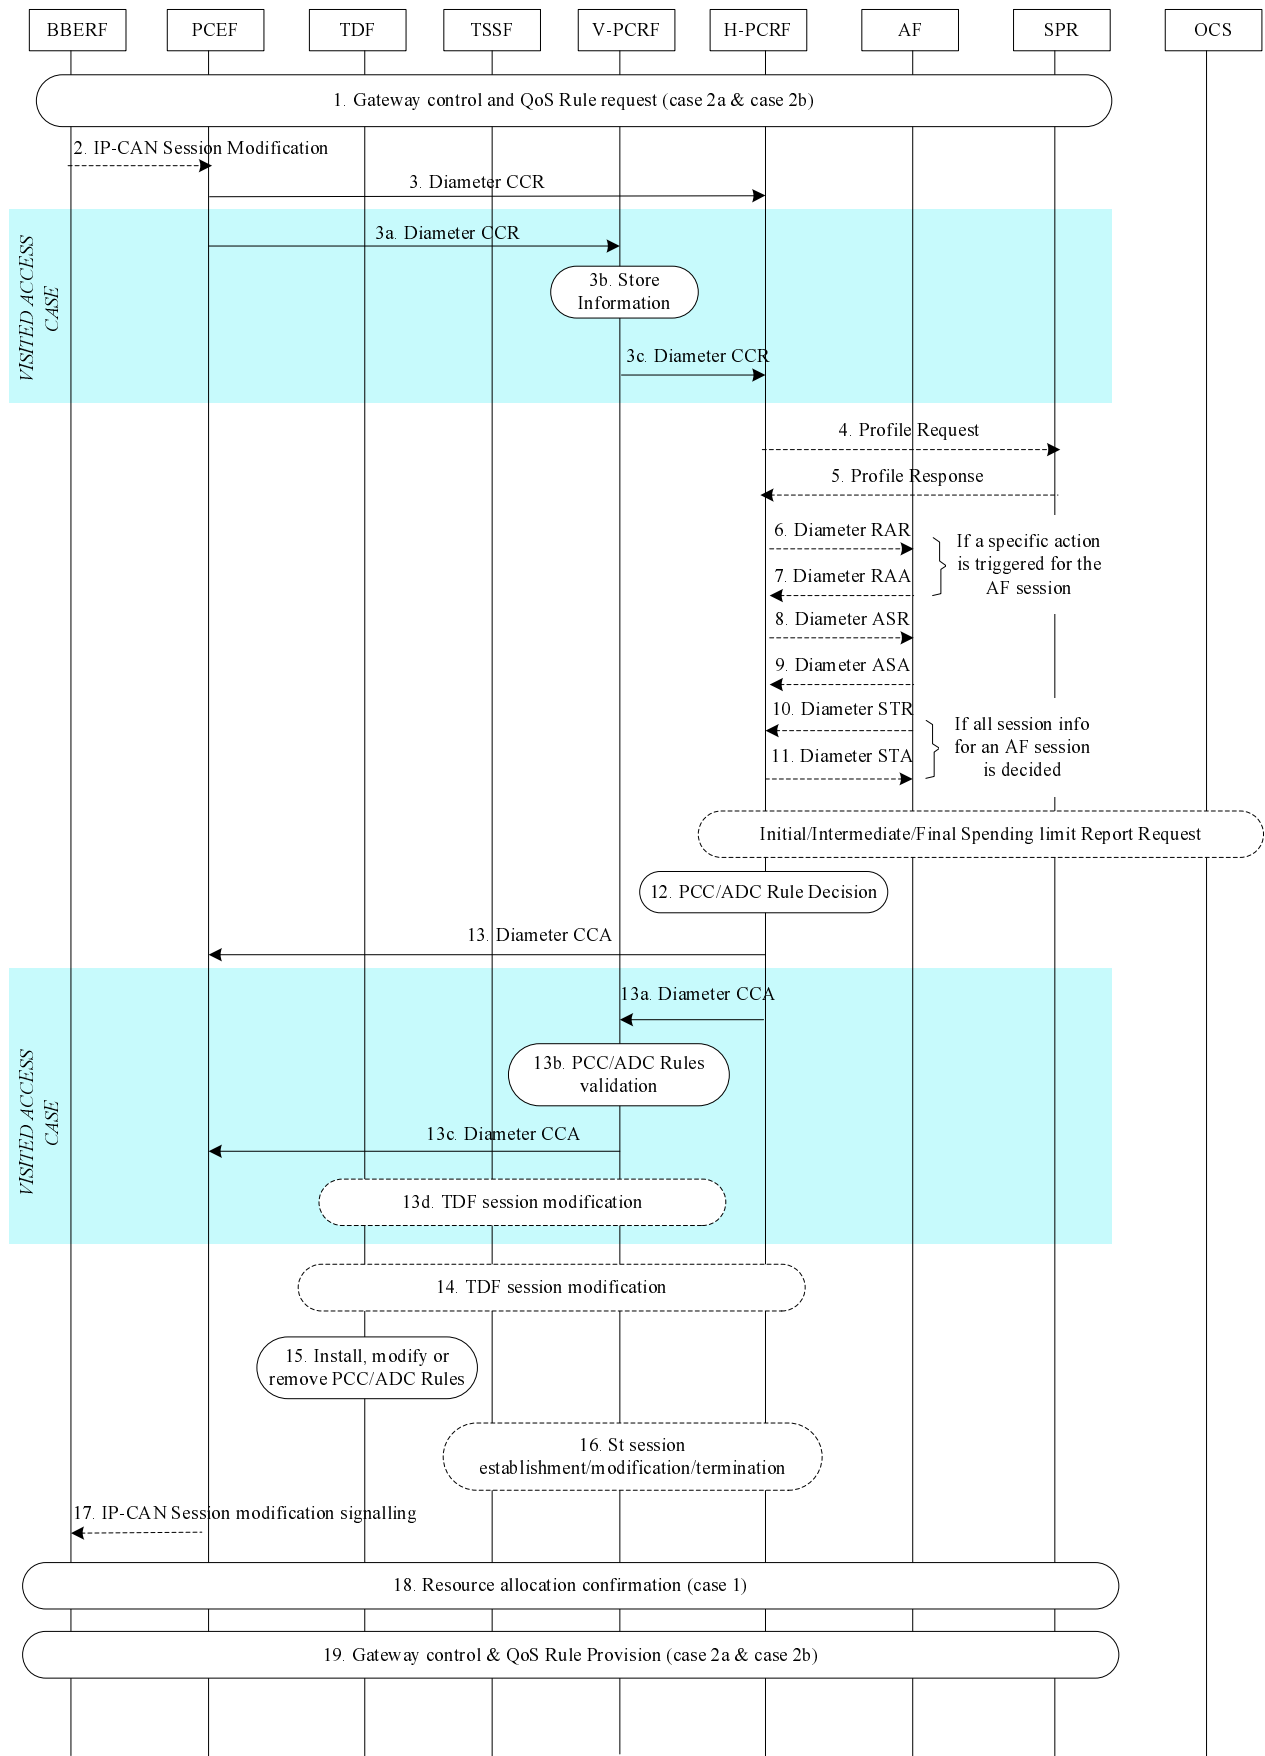 BBERF
PCEF
TDF
TSSF
V-PCRF
H-PCRF
AF
SPR
OCS
1. Gateway control and QoS Rule request (case 2a & case 2b)
2. IP-CAN Session Modification
3. Diameter CCR
VISITED ACCESS
CASE
3a. Diameter CCR
3b. Store
Information
3c. Diameter CCR
4. Profile Request
5. Profile Response
6. Diameter RAR
7. Diameter RAA
If a specific action
is triggered for the
AF session
8. Diameter ASR
9. Diameter ASA
10. Diameter STR
11. Diameter STA
If all session info
for an AF session
is decided
Initial/Intermediate/Final Spending limit Report Request
12. PCC/ADC Rule Decision
13. Diameter CCA
VISITED ACCESS
CASE
13a. Diameter CCA
13b. PCC/ADC Rules
validation
13c. Diameter CCA
13d. TDF session modification
14. TDF session modification
15. Install, modify or
remove PCC/ADC Rules
16. St session
establishment/modification/termination
17. IP-CAN Session modification signalling
18. Resource allocation confirmation (case 1)
19. Gateway control & QoS Rule Provision (case 2a & case 2b)